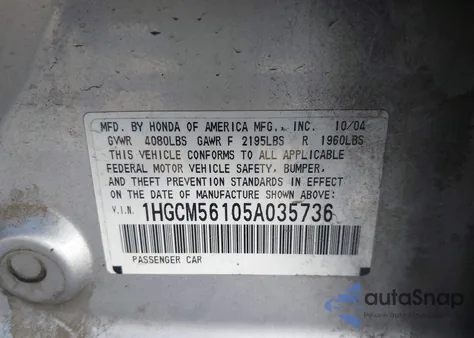 MFD. BY HONDA OF AMERICA MFG., INC. 10/04
GVWR 4080LBS GAWR F 2195LBS R 1960LBS
THIS VEHICLE CONFORMS TO ALL APPLICABLE
FEDERAL MOTOR VEHICLE SAFETY, BUMPER,
AND THEFT PREVENTION STANDARDS IN EFFECT
ON THE DATE OF MANUFACTURE SHOWN ABOVE:
V.I.N. 1HGCM56105A035736
PASSENGER CAR
autoSnap